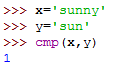 >>> x='sunny'
>>> y='sun'
>>> cmp(x,y)
1